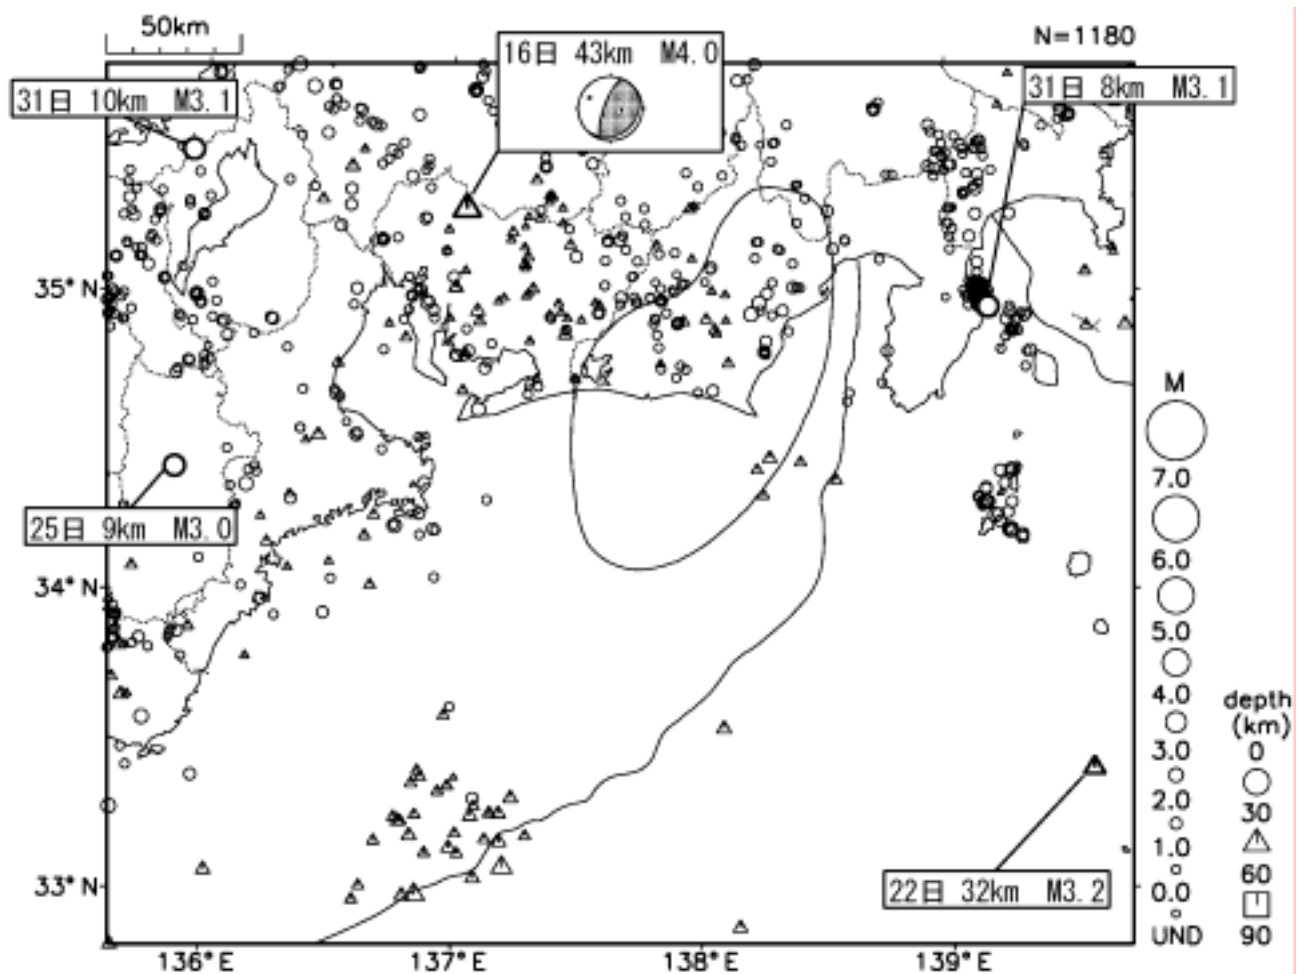 50km
N=1180
16日 43km M4.0
31日 10km M3.1
31日 8km M3.1
35°N
25日 9km M3.0
34°N
22日 32km M3.2
33°N
136°E
137°E
138°E
139°E
M
7.0
6.0
5.0
4.0
3.0
2.0
1.0
0.0
UND
depth
(km)
0
30
60
90